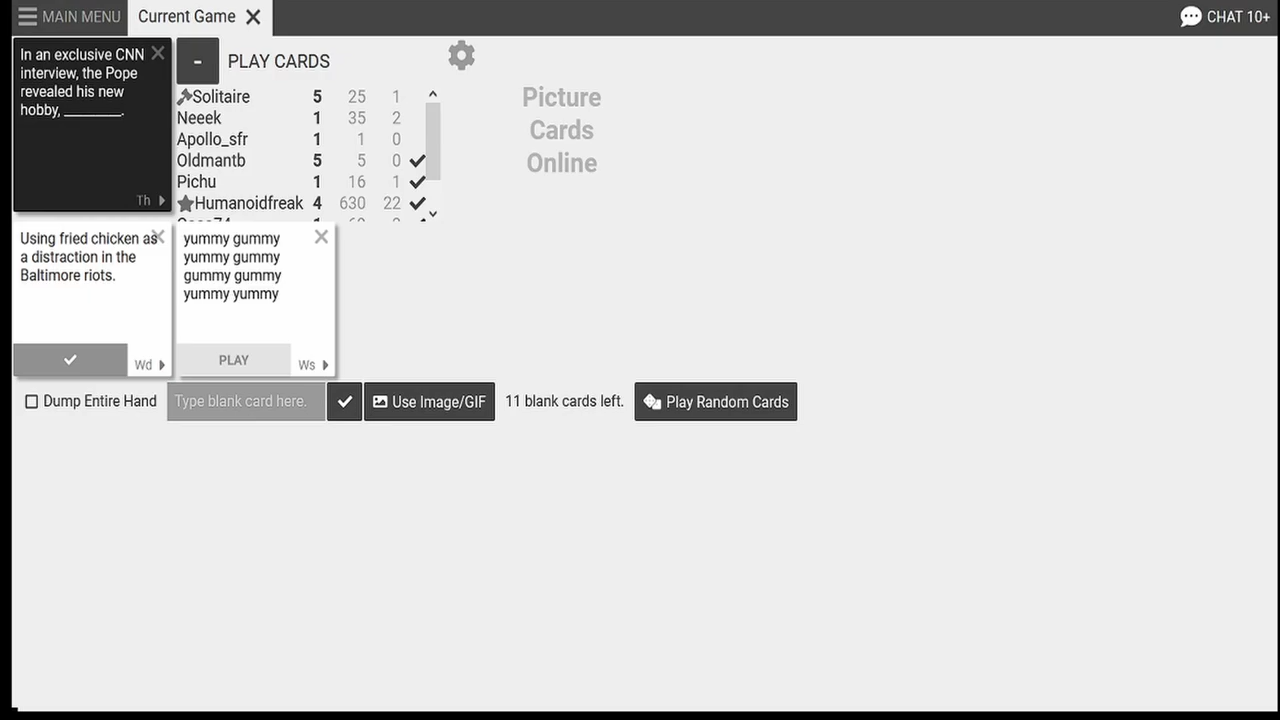 MAIN MENU
Current Game
CHAT 10+
In an exclusive CNN
interview, the Pope
revealed his new
hobby, _________.
Th
- PLAY CARDS
Solitaire 5 25 1
Neeek 1 35 2
Apollo_sfr 1 1 0
Oldmantb 5 5 0
Pichu 1 16 1
Humanoidfreak 4 630 22
Picture
Cards
Online
Using fried chicken as
a distraction in the
Baltimore riots.
Wd
yummy gummy
yummy gummy
gummy gummy
yummy yummy
PLAY
Ws
Dump Entire Hand
Type blank card here.
Use Image/GIF
11 blank cards left.
Play Random Cards